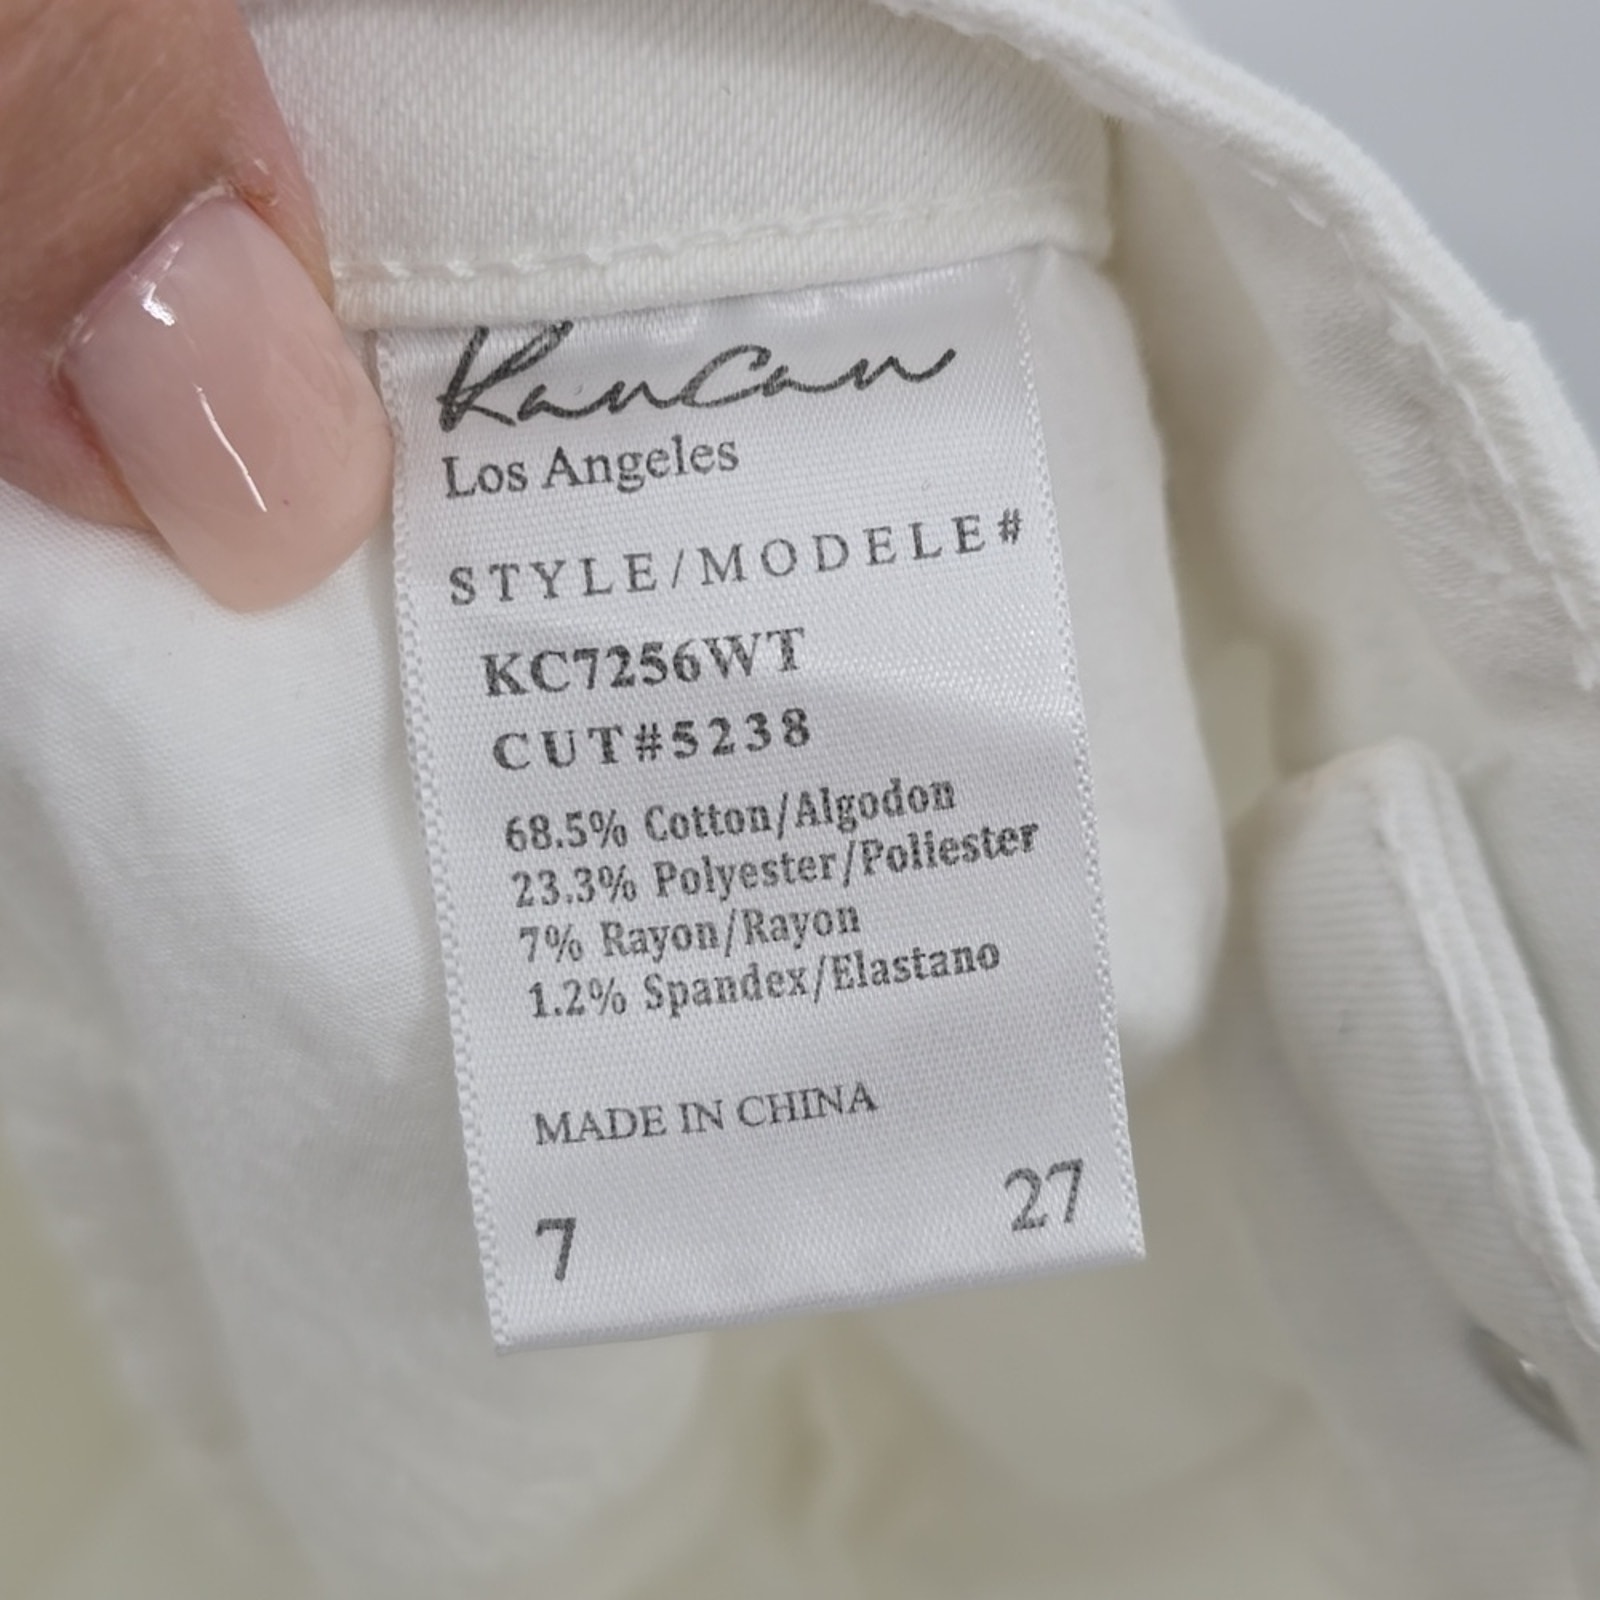 KanCan
Los Angeles
STYLE/MODELE#
KC7256WT
CUT#5238
68.5% Cotton/Algodon
23.3% Polyester/Poliester
7% Rayon/Rayon
1.2% Spandex/Elastano
MADE IN CHINA
7 27